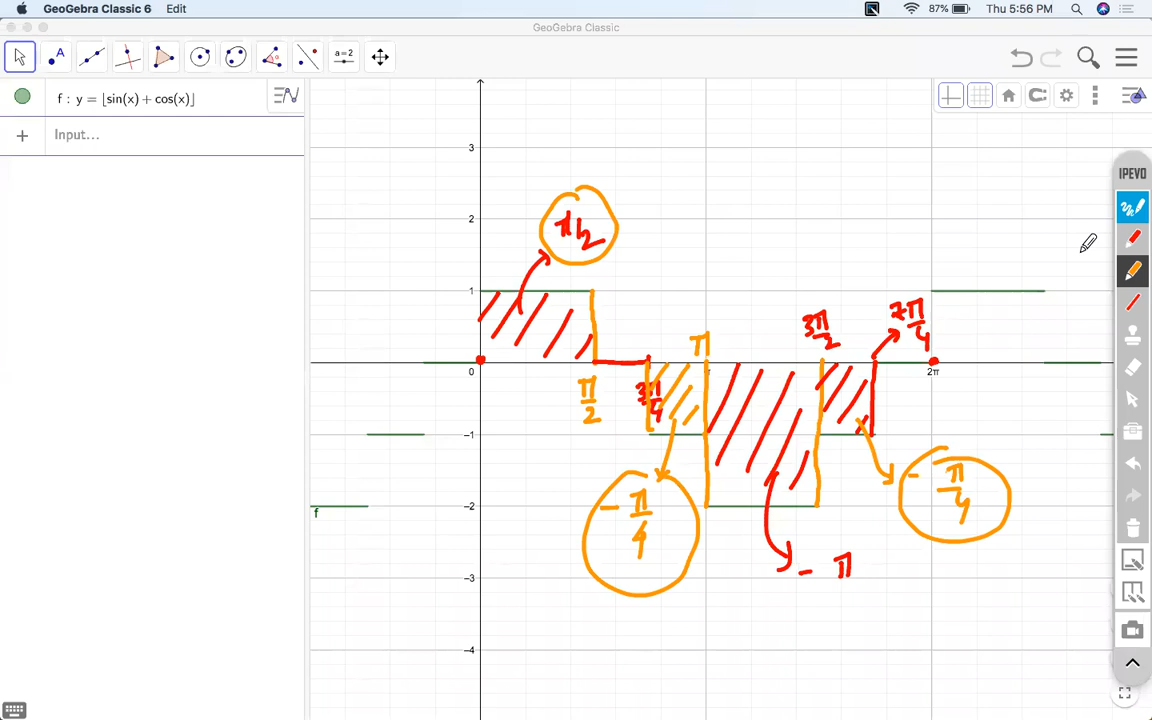 GeoGebra Classic 6 Edit
87% Thu 5:56 PM
GeoGebra Classic
a=2
f : y = ⌊sin(x) + cos(x)⌋
Input...
IPEVO
3
2
1
0
−1
−2
−3
−4
π
2π
f
π/2
π/2
3π/4
π
3π/2
7π/4
− π/4
− π
− π/4